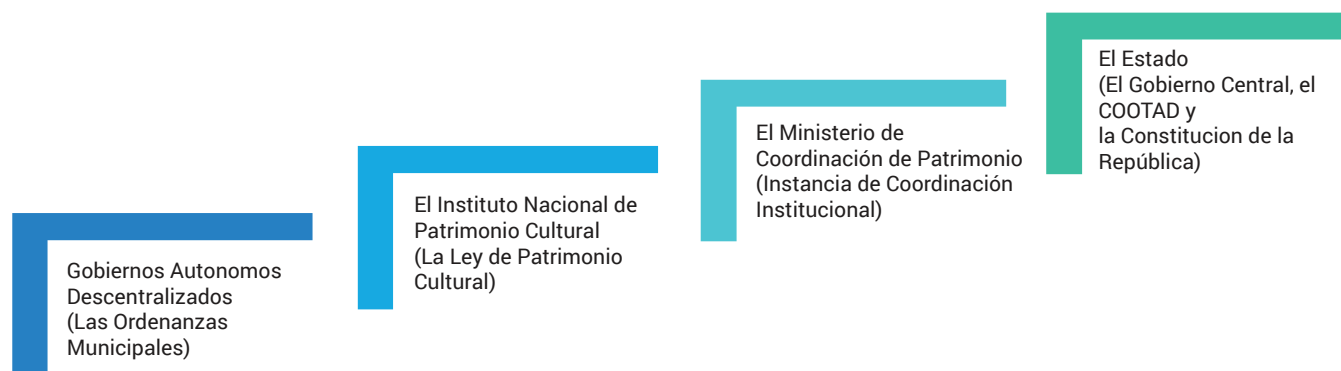 Gobiernos Autonomos
Descentralizados
(Las Ordenanzas
Municipales)
El Instituto Nacional de
Patrimonio Cultural
(La Ley de Patrimonio
Cultural)
El Ministerio de
Coordinación de Patrimonio
(Instancia de Coordinación
Institucional)
El Estado
(El Gobierno Central, el
COOTAD y
la Constitucion de la
República)